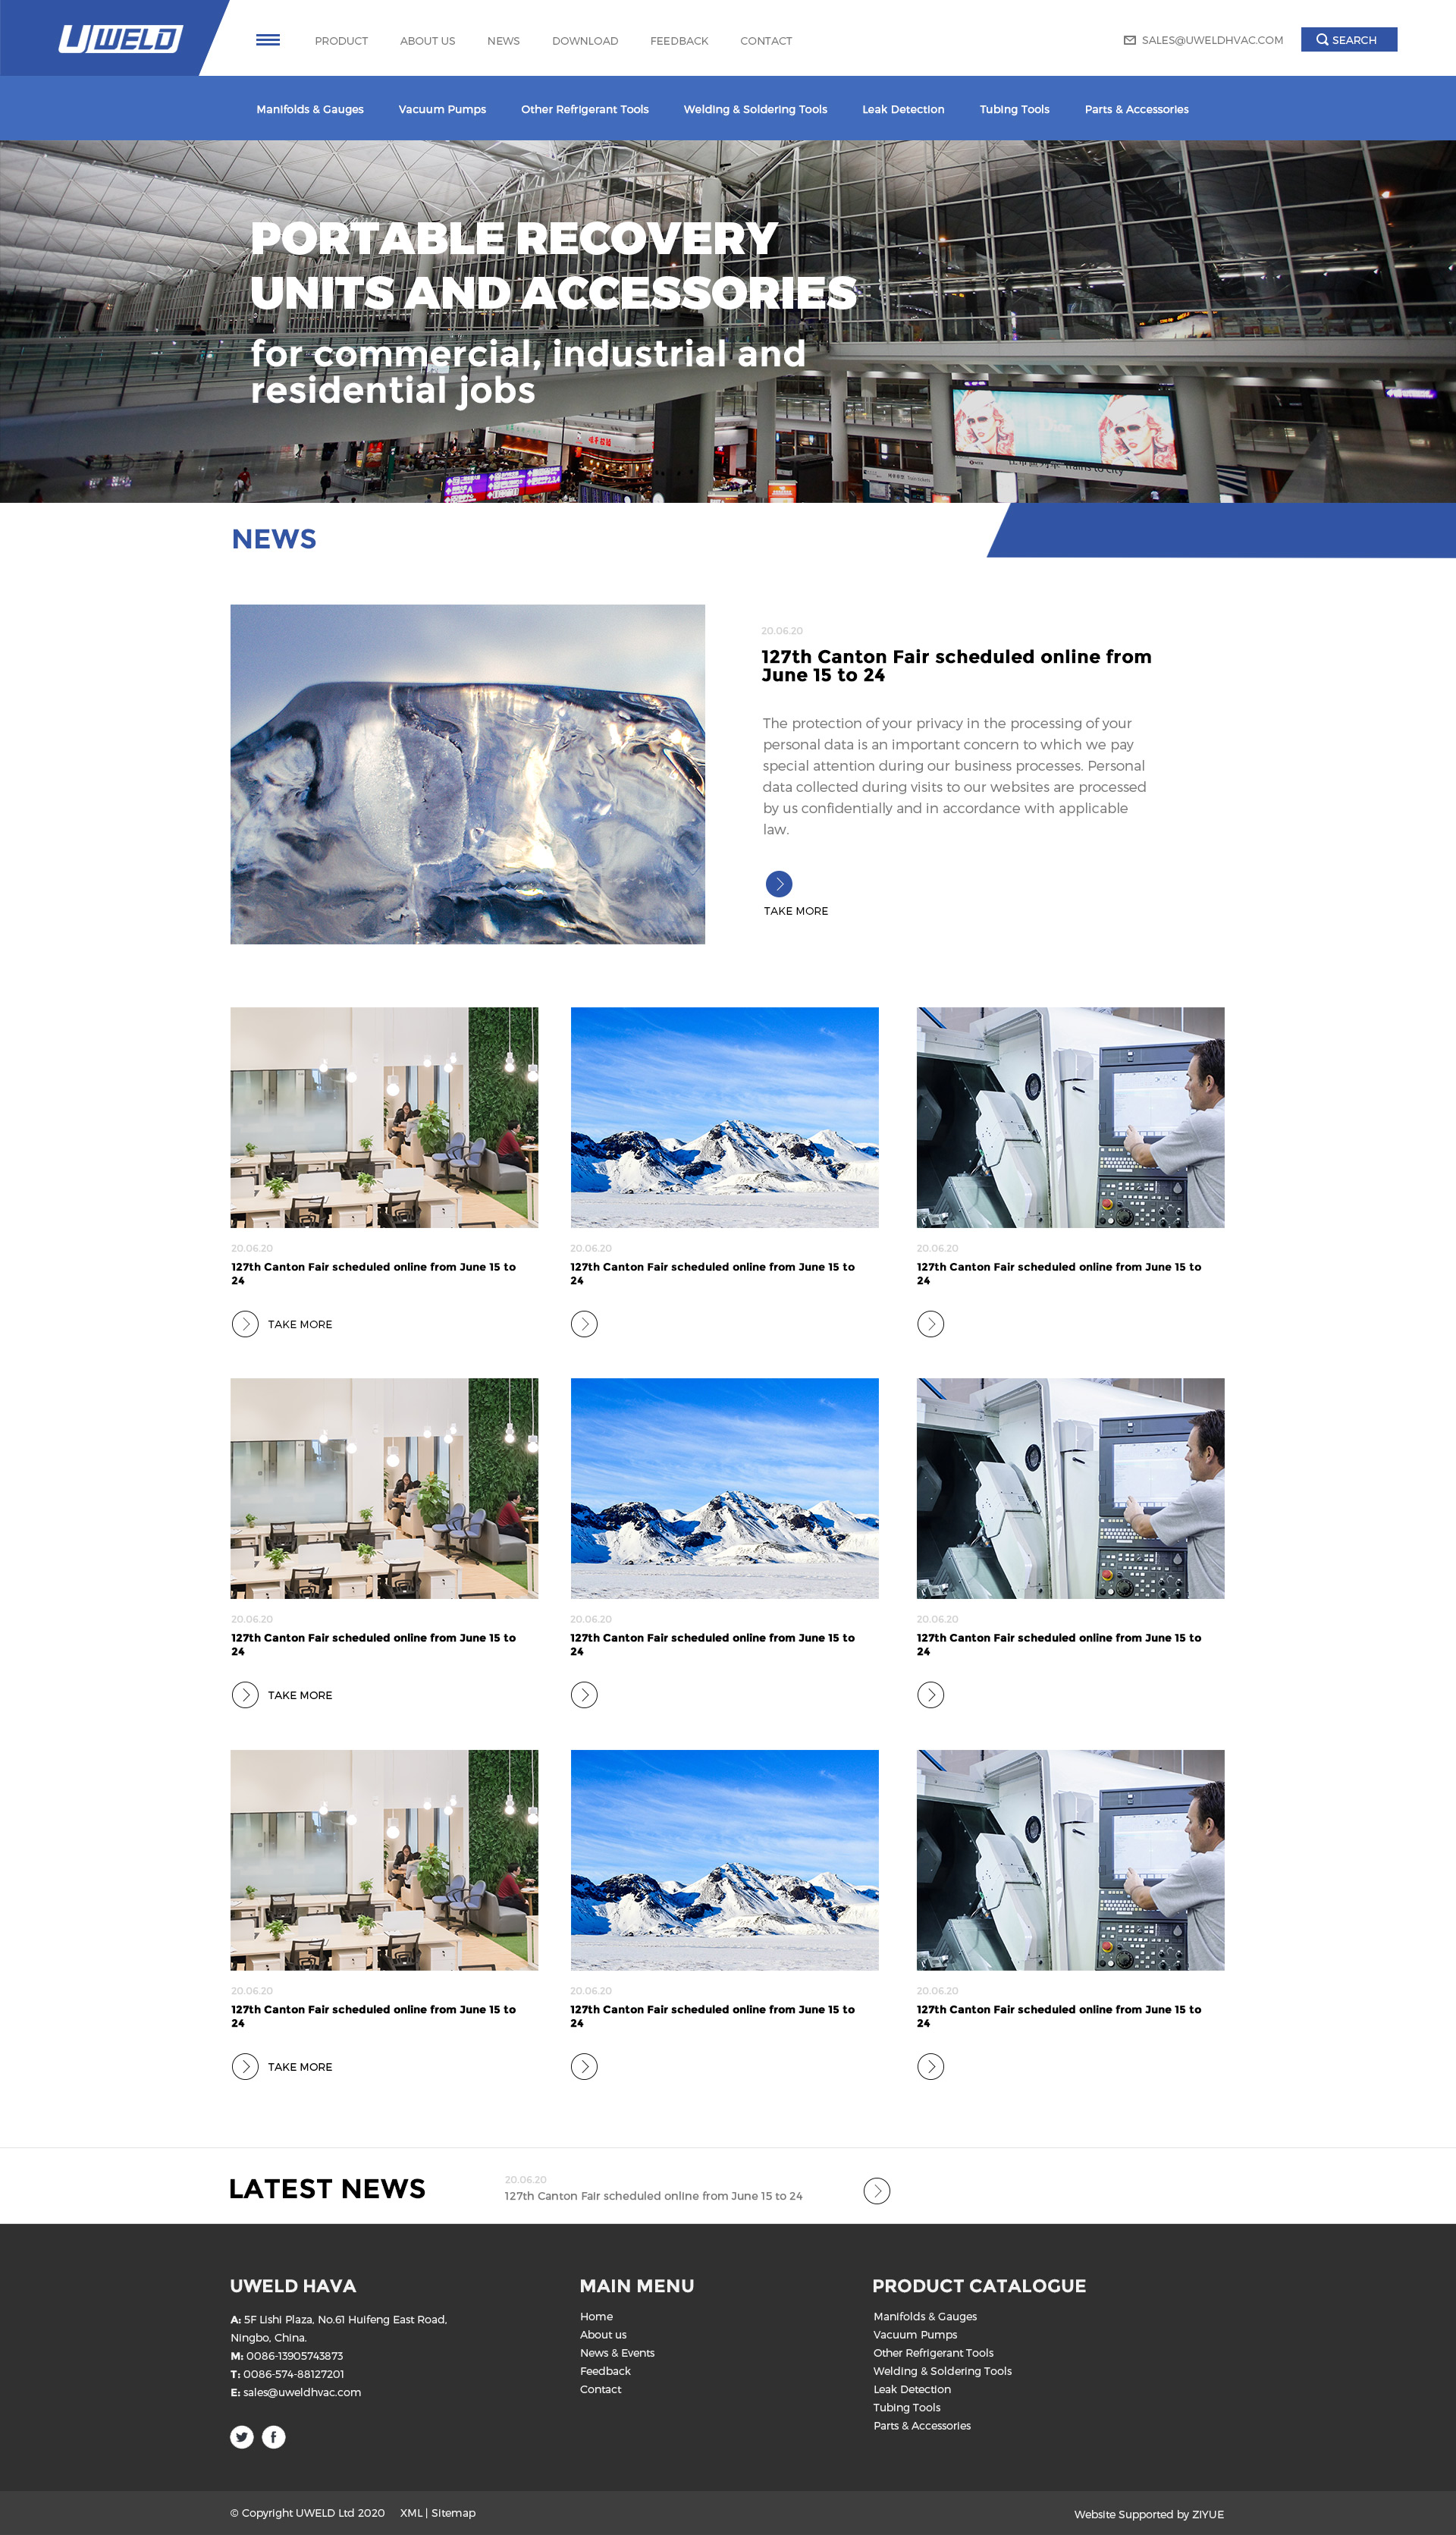 UWELD
PRODUCT
ABOUT US
NEWS
DOWNLOAD
FEEDBACK
CONTACT
SALES@UWELDHVAC.COM
SEARCH
Manifolds & Gauges
Vacuum Pumps
Other Refrigerant Tools
Welding & Soldering Tools
Leak Detection
Tubing Tools
Parts & Accessories
PORTABLE RECOVERY
UNITS AND ACCESSORIES
for commercial, industrial and
residential jobs
Dior
NEWS
20.06.20
127th Canton Fair scheduled online from
June 15 to 24
The protection of your privacy in the processing of your
personal data is an important concern to which we pay
special attention during our business processes. Personal
data collected during visits to our websites are processed
by us confidentially and in accordance with applicable
law.
TAKE MORE
20.06.20
127th Canton Fair scheduled online from June 15 to
24
TAKE MORE
20.06.20
127th Canton Fair scheduled online from June 15 to
24
20.06.20
127th Canton Fair scheduled online from June 15 to
24
20.06.20
127th Canton Fair scheduled online from June 15 to
24
TAKE MORE
20.06.20
127th Canton Fair scheduled online from June 15 to
24
20.06.20
127th Canton Fair scheduled online from June 15 to
24
20.06.20
127th Canton Fair scheduled online from June 15 to
24
TAKE MORE
20.06.20
127th Canton Fair scheduled online from June 15 to
24
20.06.20
127th Canton Fair scheduled online from June 15 to
24
LATEST NEWS
20.06.20
127th Canton Fair scheduled online from June 15 to 24
UWELD HAVA
A: 5F Lishi Plaza, No.61 Huifeng East Road,
Ningbo, China.
M: 0086-13905743873
T: 0086-574-88127201
E: sales@uweldhvac.com
MAIN MENU
Home
About us
News & Events
Feedback
Contact
PRODUCT CATALOGUE
Manifolds & Gauges
Vacuum Pumps
Other Refrigerant Tools
Welding & Soldering Tools
Leak Detection
Tubing Tools
Parts & Accessories
© Copyright UWELD Ltd 2020
XML | Sitemap
Website Supported by ZIYUE